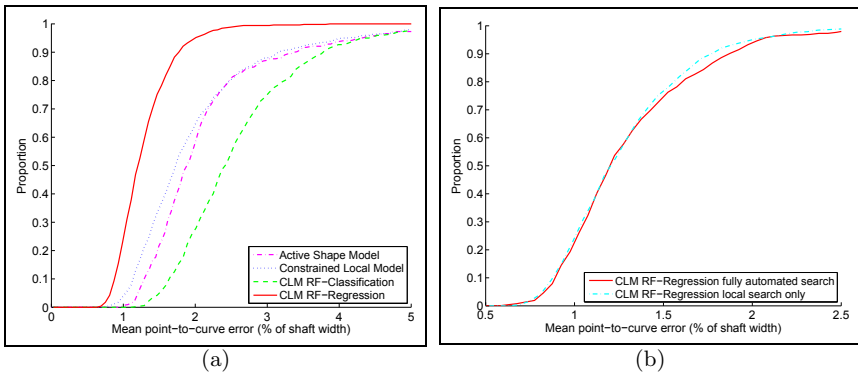 1
0.9
0.8
0.7
0.6
0.5
0.4
0.3
0.2
0.1
0
Proportion
0 1 2 3 4 5
Mean point−to−curve error (% of shaft width)
Active Shape Model
Constrained Local Model
CLM RF−Classification
CLM RF−Regression
(a)
1
0.9
0.8
0.7
0.6
0.5
0.4
0.3
0.2
0.1
0
Proportion
0.5 1 1.5 2 2.5
Mean point−to−curve error (% of shaft width)
CLM RF−Regression fully automated search
CLM RF−Regression local search only
(b)